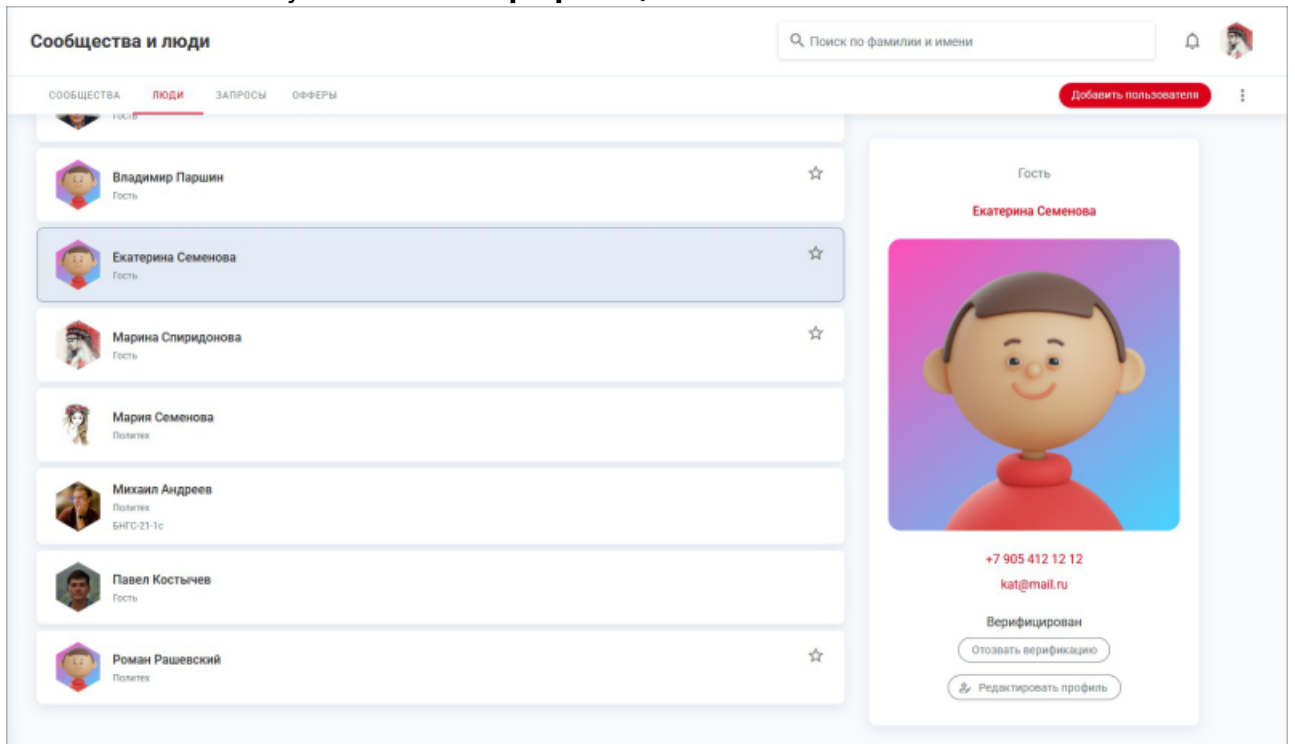 Сообщества и люди
Поиск по фамилии и имени
СООБЩЕСТВА ЛЮДИ ЗАПРОСЫ ОФФЕРЫ
Добавить пользователя
Гость
Владимир Паршин
Гость
Екатерина Семенова
Гость
Марина Спиридонова
Гость
Мария Семенова
Политех
Михаил Андреев
Политех
БНГС-21-1с
Павел Костычев
Гость
Роман Рашевский
Политех
Гость
Екатерина Семенова
+7 905 412 12 12
kat@mail.ru
Верифицирован
Отозвать верификацию
Редактировать профиль